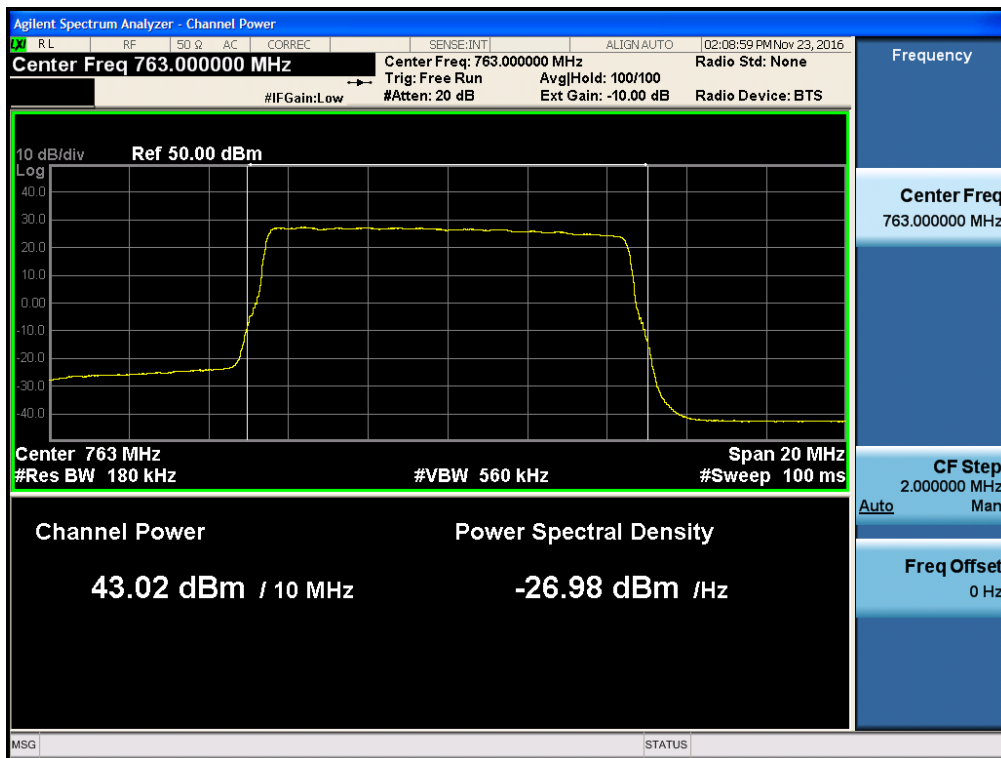 Agilent Spectrum Analyzer - Channel Power
LXI RL RF 50 Ω AC CORREC SENSE:INT ALIGN AUTO 02:08:59 PM Nov 23, 2016
Center Freq 763.000000 MHz
Center Freq: 763.000000 MHz Radio Std: None
Trig: Free Run Avg|Hold: 100/100
#IFGain:Low #Atten: 20 dB Ext Gain: -10.00 dB Radio Device: BTS
10 dB/div Ref 50.00 dBm
Log
40.0
30.0
20.0
10.0
0.00
-10.0
-20.0
-30.0
-40.0
Center 763 MHz Span 20 MHz
#Res BW 180 kHz #VBW 560 kHz #Sweep 100 ms
Channel Power Power Spectral Density
43.02 dBm / 10 MHz -26.98 dBm /Hz
MSG STATUS
Frequency
Center Freq
763.000000 MHz
CF Step
2.000000 MHz
Auto Man
Freq Offset
0 Hz